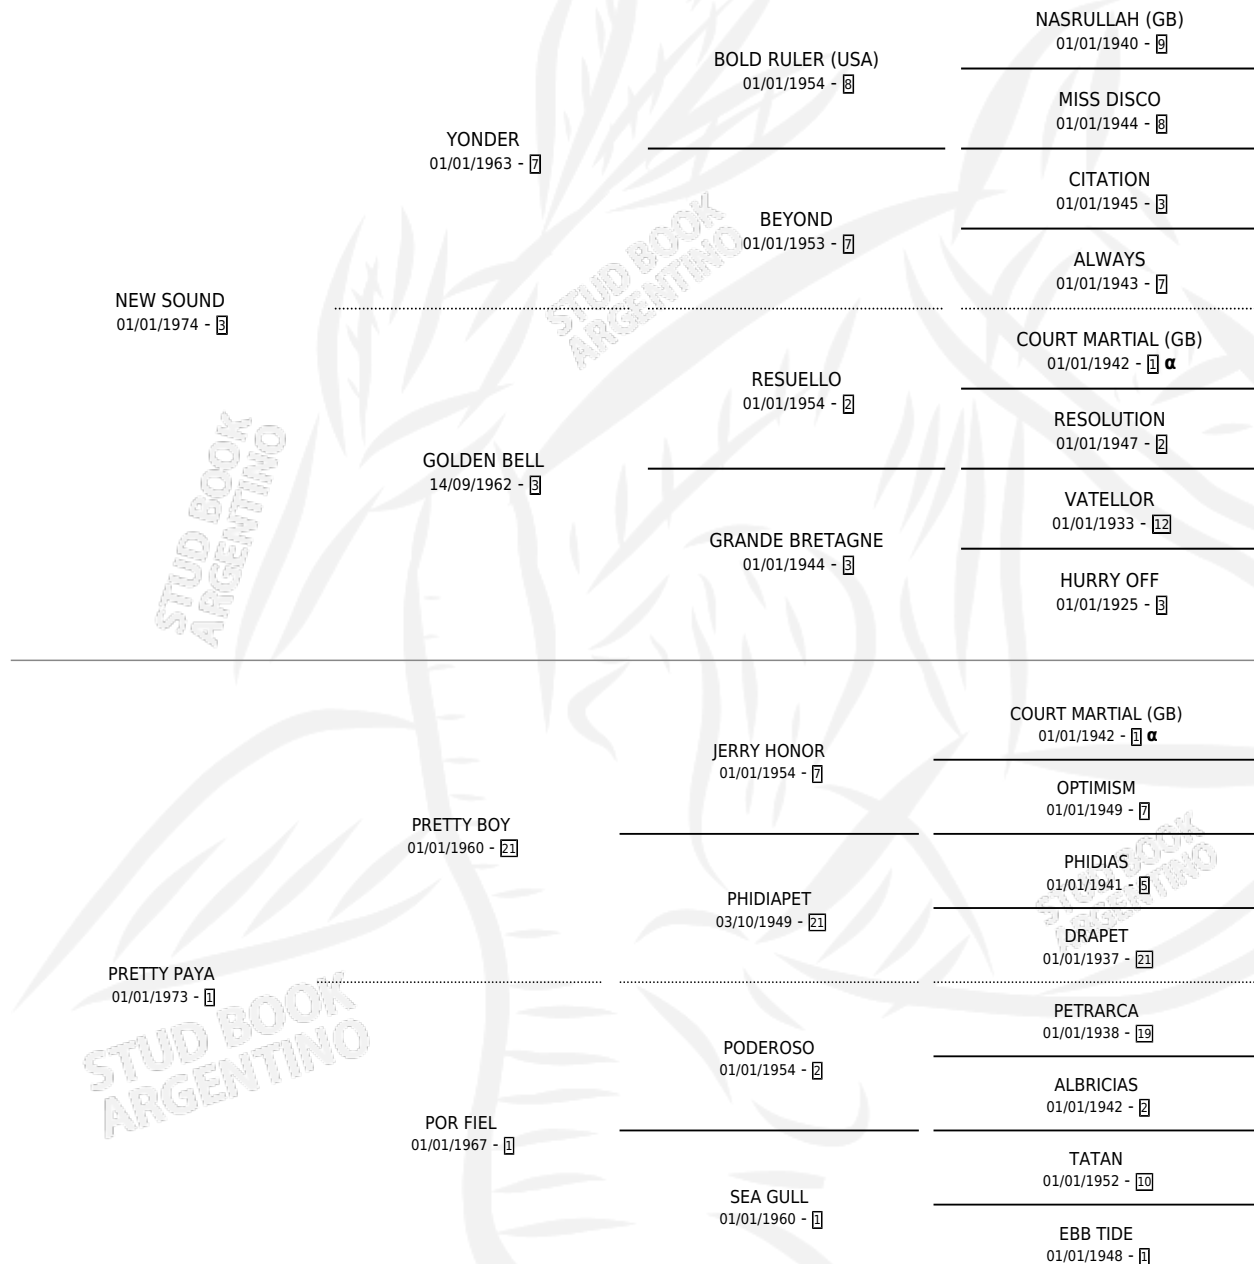 NASRULLAH (GB)
01/01/1940 - 9
BOLD RULER (USA)
01/01/1954 - 8
MISS DISCO
01/01/1944 - 8
YONDER
01/01/1963 - 7
CITATION
01/01/1945 - 3
BEYOND
01/01/1953 - 7
ALWAYS
01/01/1943 - 7
NEW SOUND
01/01/1974 - 3
COURT MARTIAL (GB)
01/01/1942 - 1 α
RESUELLO
01/01/1954 - 2
RESOLUTION
01/01/1947 - 2
GOLDEN BELL
14/09/1962 - 3
VATELLOR
01/01/1933 - 12
GRANDE BRETAGNE
01/01/1944 - 3
HURRY OFF
01/01/1925 - 3
COURT MARTIAL (GB)
01/01/1942 - 1 α
JERRY HONOR
01/01/1954 - 7
OPTIMISM
01/01/1949 - 7
PRETTY BOY
01/01/1960 - 21
PHIDIAS
01/01/1941 - 5
PHIDIAPET
03/10/1949 - 21
DRAPET
01/01/1937 - 21
PRETTY PAYA
01/01/1973 - 1
PETRARCA
01/01/1938 - 19
PODEROSO
01/01/1954 - 2
ALBRICIAS
01/01/1942 - 2
POR FIEL
01/01/1967 - 1
TATAN
01/01/1952 - 10
SEA GULL
01/01/1960 - 1
EBB TIDE
01/01/1948 - 1
STUD BOOK
ARGENTINO
STUD BOOK
ARGENTINO
STUD BOOK
ARGENTINO
STUD BOOK
ARGENTINO